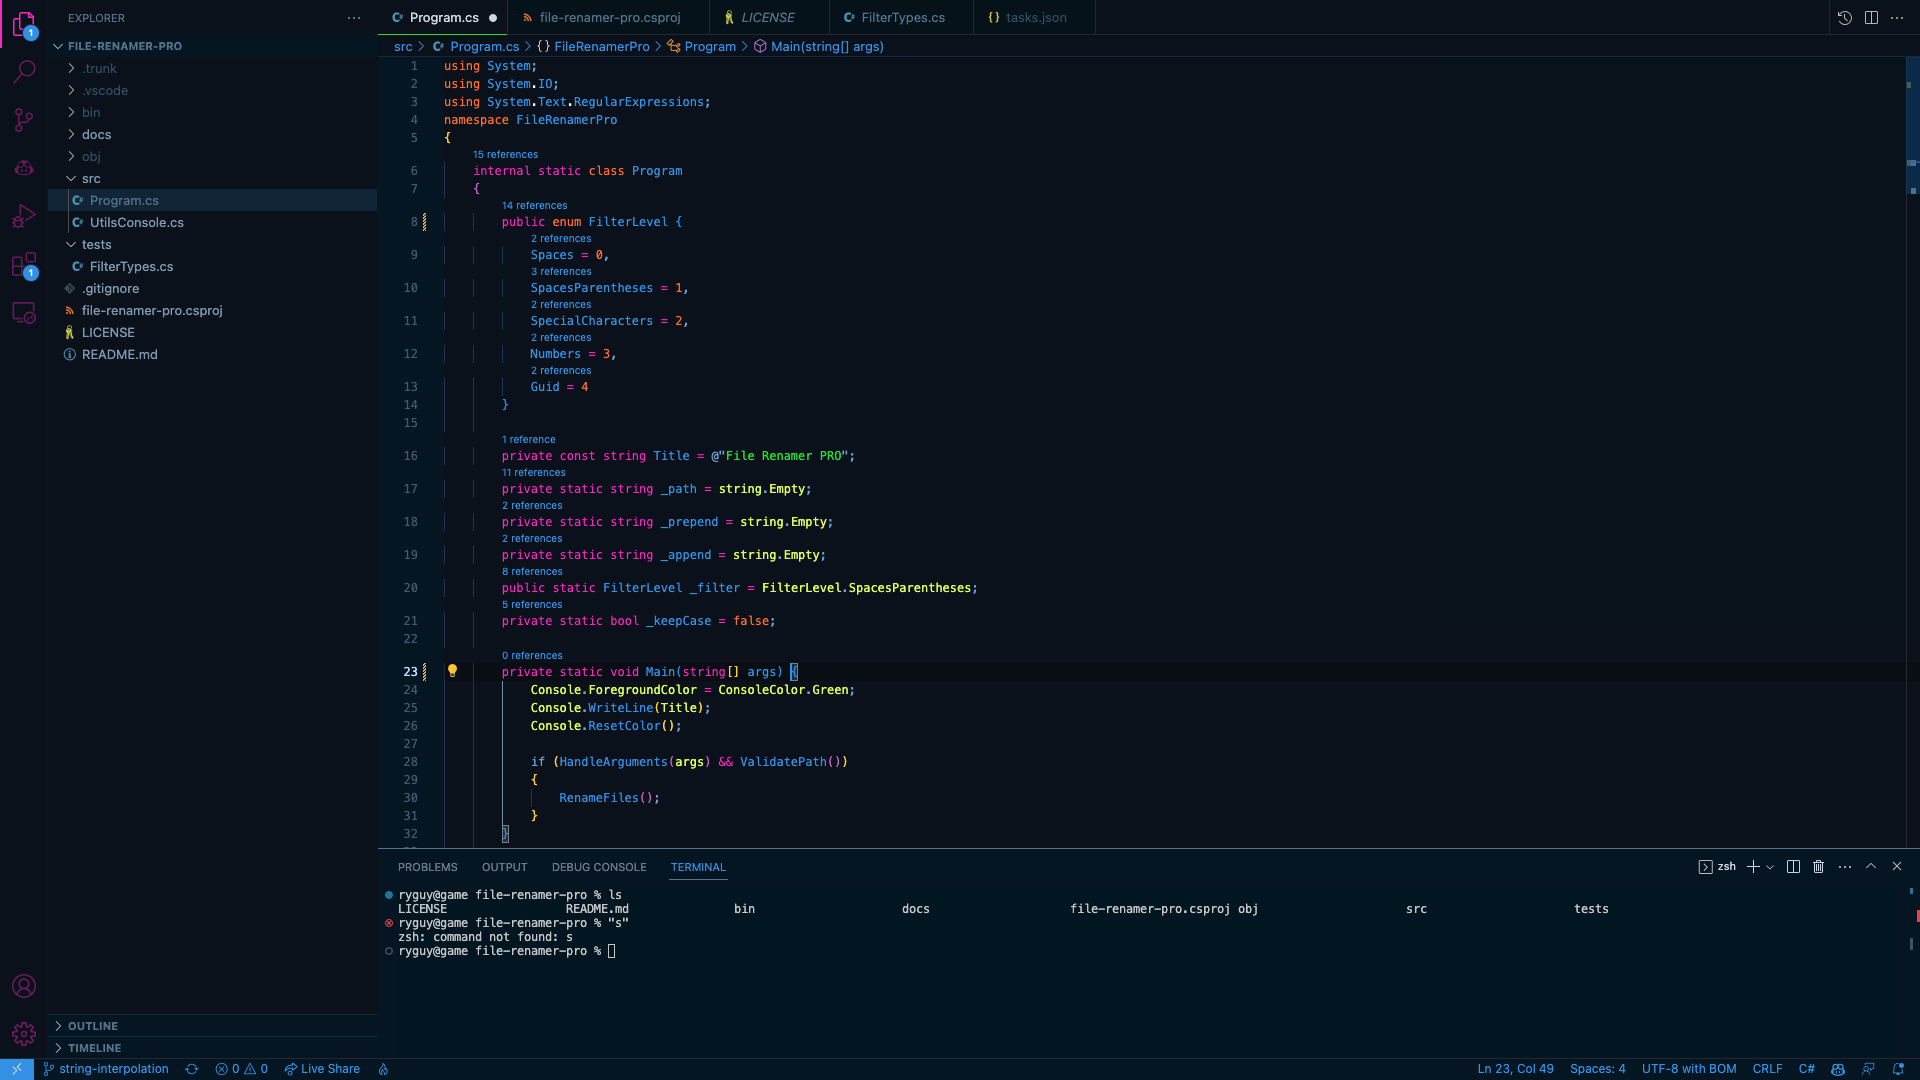 EXPLORER
FILE-RENAMER-PRO
.trunk
.vscode
bin
docs
obj
src
Program.cs
UtilsConsole.cs
tests
FilterTypes.cs
.gitignore
file-renamer-pro.csproj
LICENSE
README.md
OUTLINE
TIMELINE
1
1
Program.cs
file-renamer-pro.csproj
LICENSE
FilterTypes.cs
{} tasks.json
src > Program.cs > {} FileRenamerPro > Program > Main(string[] args)
1 using System;
2 using System.IO;
3 using System.Text.RegularExpressions;
4 namespace FileRenamerPro
5 {
15 references
6 internal static class Program
7 {
14 references
8 public enum FilterLevel {
2 references
9 Spaces = 0,
3 references
10 SpacesParentheses = 1,
2 references
11 SpecialCharacters = 2,
2 references
12 Numbers = 3,
2 references
13 Guid = 4
14 }
15
1 reference
16 private const string Title = @"File Renamer PRO";
11 references
17 private static string _path = string.Empty;
2 references
18 private static string _prepend = string.Empty;
2 references
19 private static string _append = string.Empty;
8 references
20 public static FilterLevel _filter = FilterLevel.SpacesParentheses;
5 references
21 private static bool _keepCase = false;
22
0 references
23 private static void Main(string[] args) {
24 Console.ForegroundColor = ConsoleColor.Green;
25 Console.WriteLine(Title);
26 Console.ResetColor();
27
28 if (HandleArguments(args) && ValidatePath())
29 {
30 RenameFiles();
31 }
32 }
PROBLEMS OUTPUT DEBUG CONSOLE TERMINAL
zsh
ryguy@game file-renamer-pro % ls
LICENSE README.md bin docs file-renamer-pro.csproj obj src tests
ryguy@game file-renamer-pro % "s"
zsh: command not found: s
ryguy@game file-renamer-pro %
string-interpolation 0 0 Live Share Ln 23, Col 49 Spaces: 4 UTF-8 with BOM CRLF C#